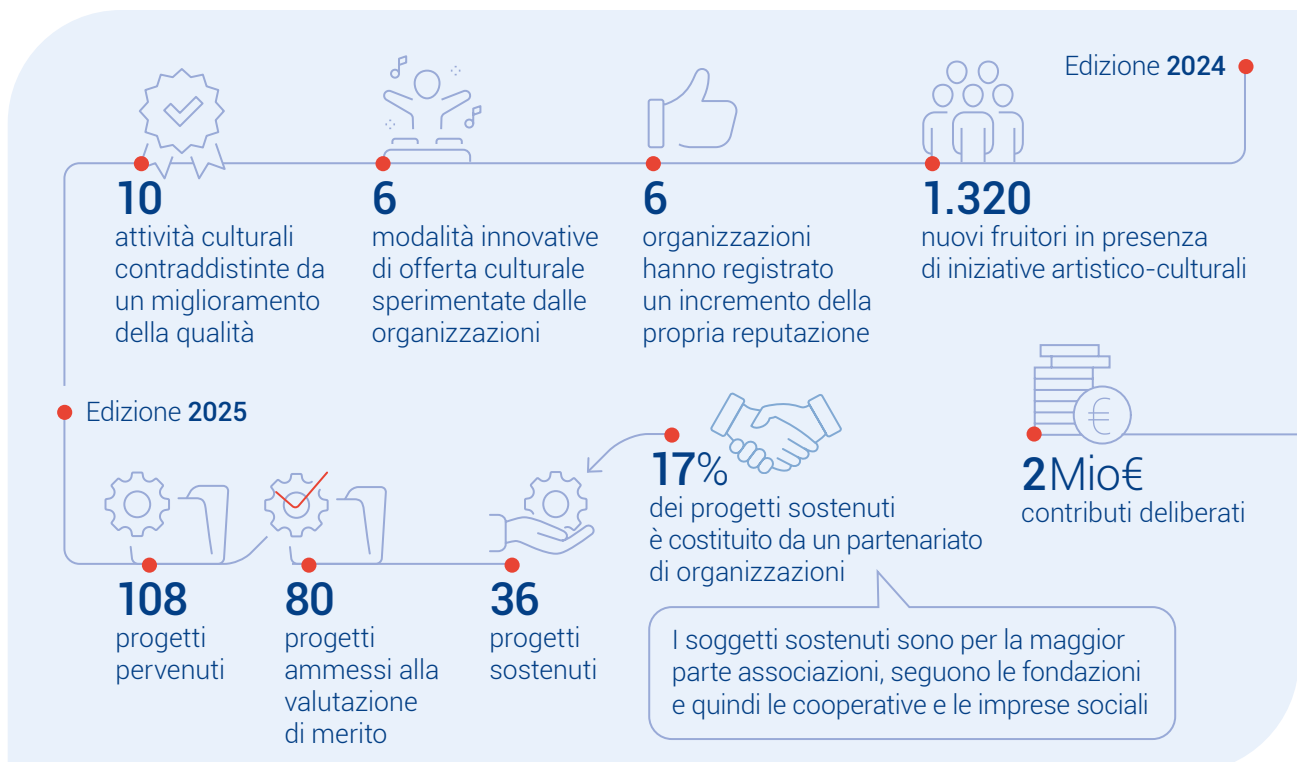 Edizione 2024
10
attività culturali
contraddistinte da
un miglioramento
della qualità
6
modalità innovative
di offerta culturale
sperimentate dalle
organizzazioni
6
organizzazioni
hanno registrato
un incremento della
propria reputazione
1.320
nuovi fruitori in presenza
di iniziative artistico-culturali
Edizione 2025
108
progetti
pervenuti
80
progetti
ammessi alla
valutazione
di merito
36
progetti
sostenuti
17%
dei progetti sostenuti
è costituito da un partenariato
di organizzazioni
I soggetti sostenuti sono per la maggior
parte associazioni, seguono le fondazioni
e quindi le cooperative e le imprese sociali
€
2Mio€
contributi deliberati